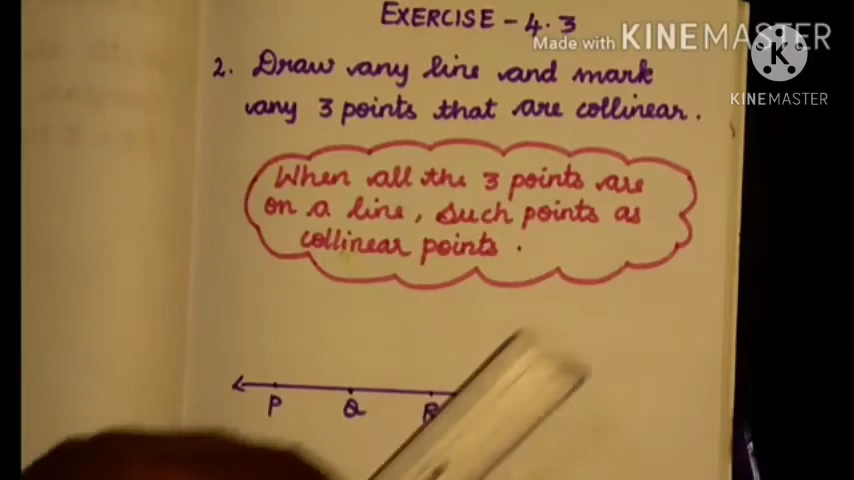 EXERCISE - 4.3
Made with KINEMASTER
K
KINEMASTER
2. Draw any line and mark
any 3 points that are collinear.
When all the 3 points are
on a line, such points as
collinear points.
P Q R